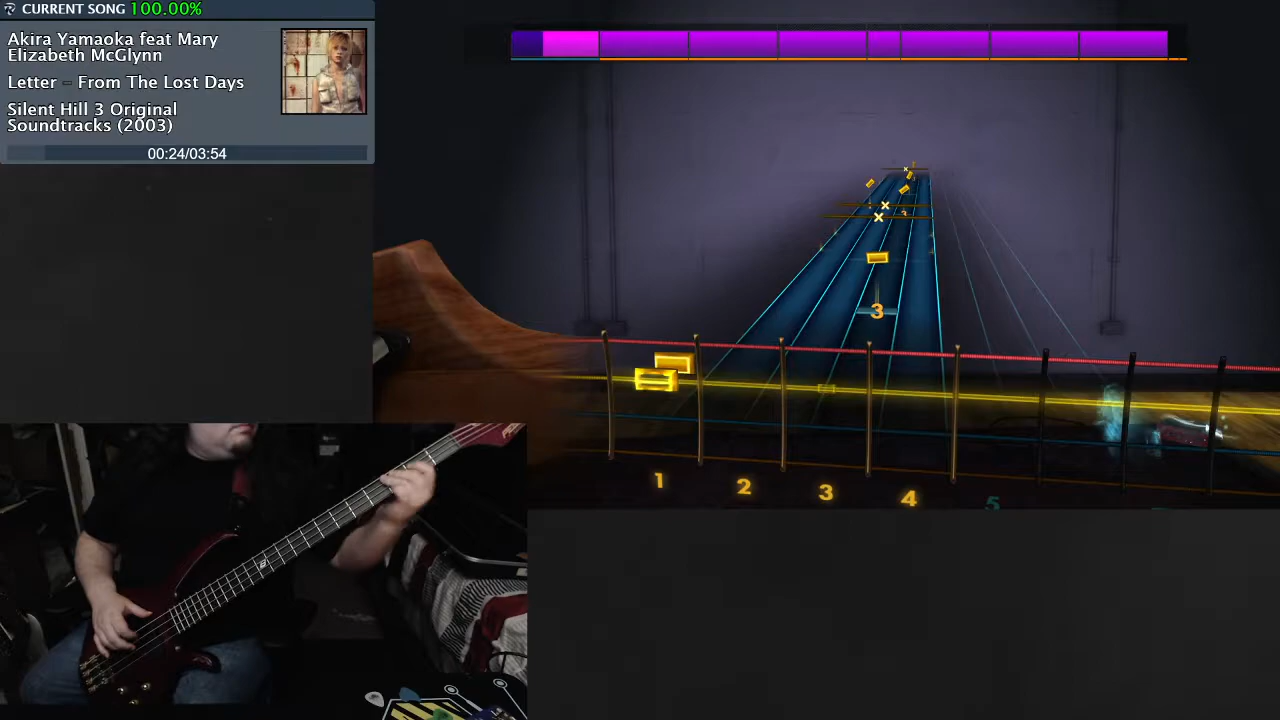 CURRENT SONG 100.00%
Akira Yamaoka feat Mary
Elizabeth McGlynn
Letter – From The Lost Days
Silent Hill 3 Original
Soundtracks (2003)
00:24/03:54
3
1 2 3 4 5